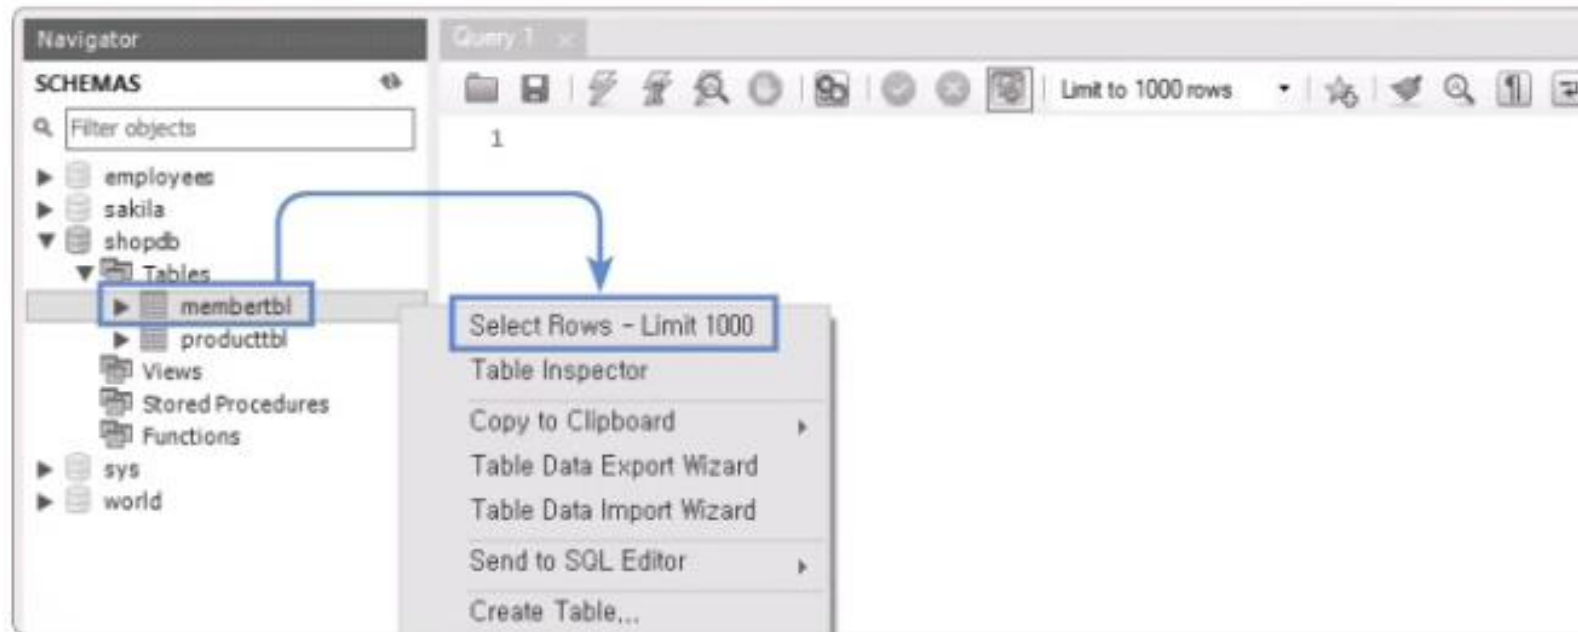 Navigator
SCHEMAS
Filter objects
employees
sakila
shopdb
Tables
membertbl
producttbl
Views
Stored Procedures
Functions
sys
world
Query 1
Limit to 1000 rows
1
Select Rows - Limit 1000
Table Inspector
Copy to Clipboard
Table Data Export Wizard
Table Data Import Wizard
Send to SQL Editor
Create Table...